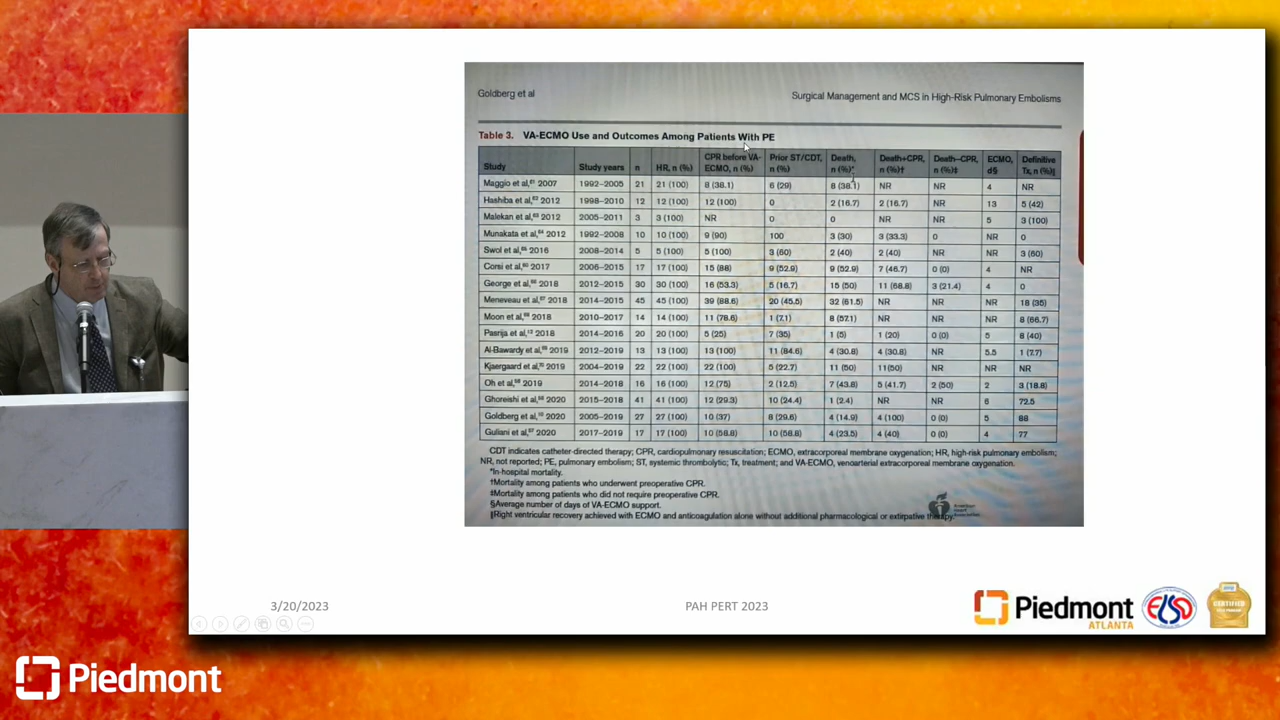 Goldberg et al Surgical Management and MCS in High-Risk Pulmonary Embolisms
Table 3. VA-ECMO Use and Outcomes Among Patients With PE
Study Study years n HR, n (%) CPR before VA-ECMO, n (%) Prior ST/CDT, n (%) Death, n (%)* Death+CPR, n (%)† Death−CPR, n (%)‡ ECMO, d§ Definitive Tx, n (%)∥
Maggio et al,61 2007 1992–2005 21 21 (100) 8 (38.1) 6 (29) 8 (38.1) NR NR 4 NR
Hashiba et al,62 2012 1998–2010 12 12 (100) 12 (100) 0 2 (16.7) 2 (16.7) NR 13 5 (42)
Malekan et al,63 2012 2005–2011 3 3 (100) NR 0 0 NR NR 5 3 (100)
Munakata et al,64 2012 1992–2008 10 10 (100) 9 (90) 100 3 (30) 3 (33.3) 0 NR 0
Swol et al,65 2016 2008–2014 5 5 (100) 5 (100) 3 (60) 2 (40) 2 (40) NR NR 3 (60)
Corsi et al, 2017 2006–2015 17 17 (100) 15 (88) 9 (52.9) 9 (52.9) 7 (46.7) 0 (0) 4 NR
George et al,66 2018 2012–2015 30 30 (100) 16 (53.3) 5 (16.7) 15 (50) 11 (68.8) 3 (21.4) 4 0
Meneveau et al,67 2018 2014–2015 45 45 (100) 39 (88.6) 20 (45.5) 32 (61.5) NR NR NR 18 (35)
Moon et al,68 2018 2010–2017 14 14 (100) 11 (78.6) 1 (7.1) 8 (57.1) NR NR NR 8 (66.7)
Pasrija et al, 2018 2014–2016 20 20 (100) 5 (25) 7 (35) 1 (5) 1 (20) 0 (0) 5 8 (40)
Al-Bawardy et al,69 2019 2012–2019 13 13 (100) 13 (100) 11 (84.6) 4 (30.8) 4 (30.8) NR 5.5 1 (7.7)
Kjaergaard et al,70 2019 2004–2019 22 22 (100) 22 (100) 5 (22.7) 11 (50) 11(50) NR NR NR
Oh et al, 2019 2014–2018 16 16 (100) 12 (75) 2 (12.5) 7 (43.8) 5 (41.7) 2 (50) 2 3 (18.8)
Ghoreishi et al, 2020 2015–2018 41 41 (100) 12 (29.3) 10 (24.4) 1 (2.4) NR NR 6 72.5
Goldberg et al, 2020 2005–2019 27 27 (100) 10 (37) 8 (29.6) 4 (14.9) 4 (100) 0 (0) 5 88
Guliani et al, 2020 2017–2019 17 17 (100) 10 (58.8) 10 (58.8) 4 (23.5) 4 (40) 0 (0) 4 77
CDT indicates catheter-directed therapy; CPR, cardiopulmonary resuscitation; ECMO, extracorporeal membrane oxygenation; HR, high-risk pulmonary embolism;
NR, not reported; PE, pulmonary embolism; ST, systemic thrombolytic; Tx, treatment; and VA-ECMO, venoarterial extracorporeal membrane oxygenation.
*In-hospital mortality.
†Mortality among patients who underwent preoperative CPR.
‡Mortality among patients who did not require preoperative CPR.
§Average number of days of VA-ECMO support.
∥Right ventricular recovery achieved with ECMO and anticoagulation alone without additional pharmacological or extirpative therapy.
American Heart Association
3/20/2023
PAH PERT 2023
Piedmont
ATLANTA
CERTIFIED
Piedmont